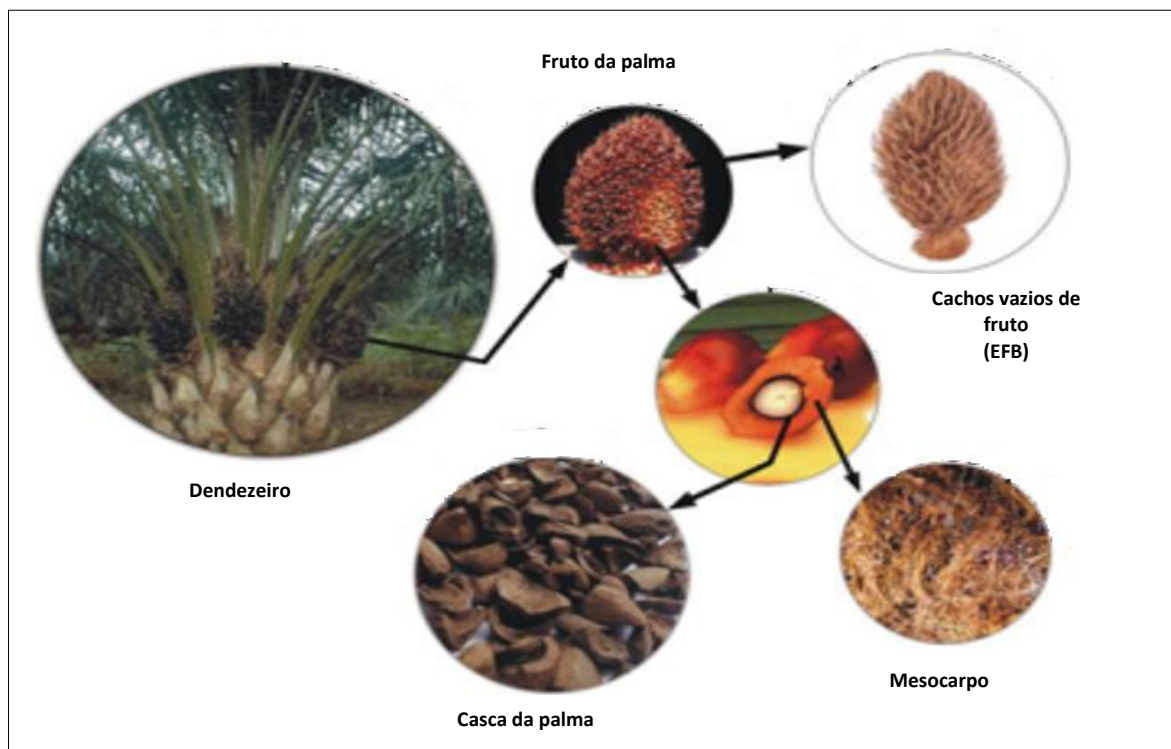 Fruto da palma
Cachos vazios de
fruto
(EFB)
Dendezeiro
Mesocarpo
Casca da palma